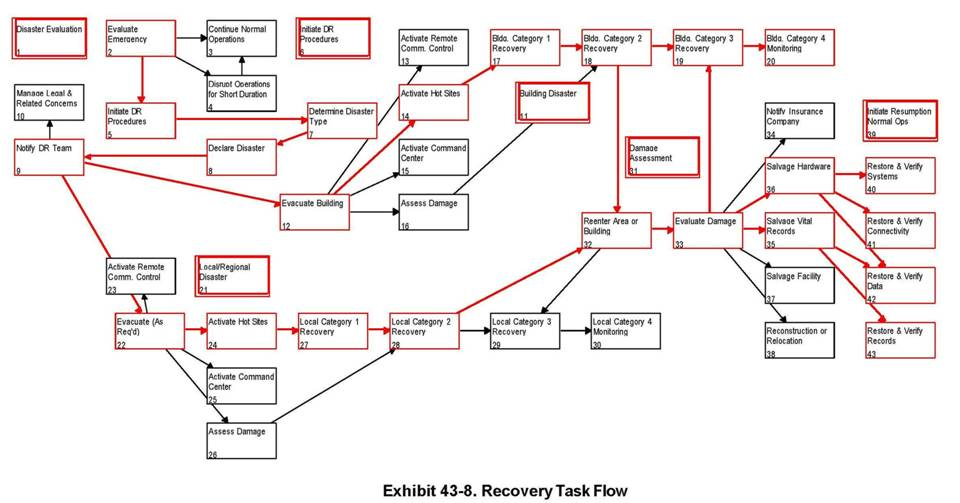 Disaster Evaluation
1
Evaluate
Emergency
2
Continue Normal
Operations
3
Disrupt Operations
for Short Duration
4
Initiate DR
Procedures
5
Initiate DR
Procedures
6
Determine Disaster
Type
7
Declare Disaster
8
Notify DR Team
9
Manage Legal &
Related Concerns
10
Building Disaster
11
Evacuate Building
12
Activate Remote
Comm. Control
13
Activate Hot Sites
14
Activate Command
Center
15
Assess Damage
16
Bldg. Category 1
Recovery
17
Bldg. Category 2
Recovery
18
Bldg. Category 3
Recovery
19
Bldg. Category 4
Monitoring
20
Local/Regional
Disaster
21
Evacuate (As
Req'd)
22
Activate Remote
Comm. Control
23
Activate Hot Sites
24
Activate Command
Center
25
Assess Damage
26
Local Category 1
Recovery
27
Local Category 2
Recovery
28
Local Category 3
Recovery
29
Local Category 4
Monitoring
30
Damage
Assessment
31
Reenter Area or
Building
32
Evaluate Damage
33
Notify Insurance
Company
34
Salvage Vital
Records
35
Salvage Hardware
36
Salvage Facility
37
Reconstruction or
Relocation
38
Initiate Resumption
Normal Ops
39
Restore & Verify
Systems
40
Restore & Verify
Connectivity
41
Restore & Verify
Data
42
Restore & Verify
Records
43
Exhibit 43-8. Recovery Task Flow